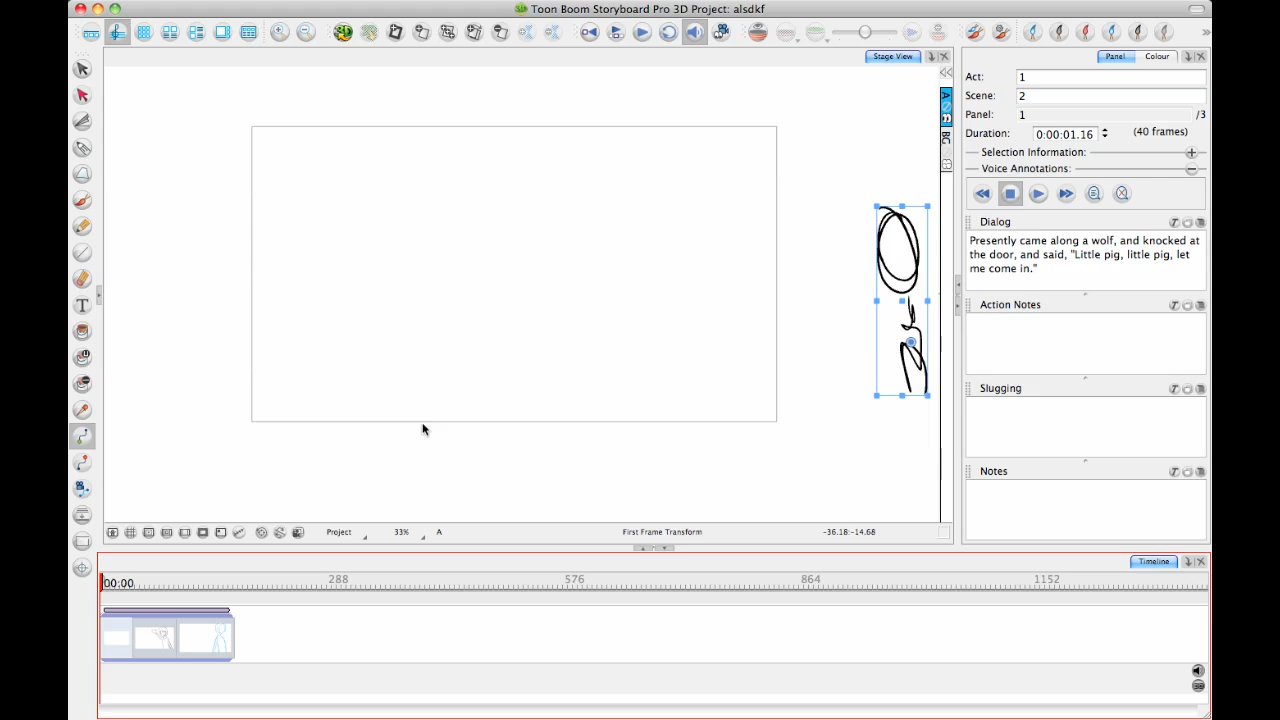 Toon Boom Storyboard Pro 3D Project: alsdkf
Stage View
Panel
Colour
Act:
1
Scene:
2
Panel:
1
/3
Duration:
0:00:01.16
(40 frames)
Selection Information:
Voice Annotations:
Dialog
Presently came along a wolf, and knocked at
the door, and said, "Little pig, little pig, let
me come in."
Action Notes
Slugging
Notes
A
BG
T
Project
33%
A
First Frame Transform
-36.18:-14.68
Timeline
00:00
288
576
864
1152